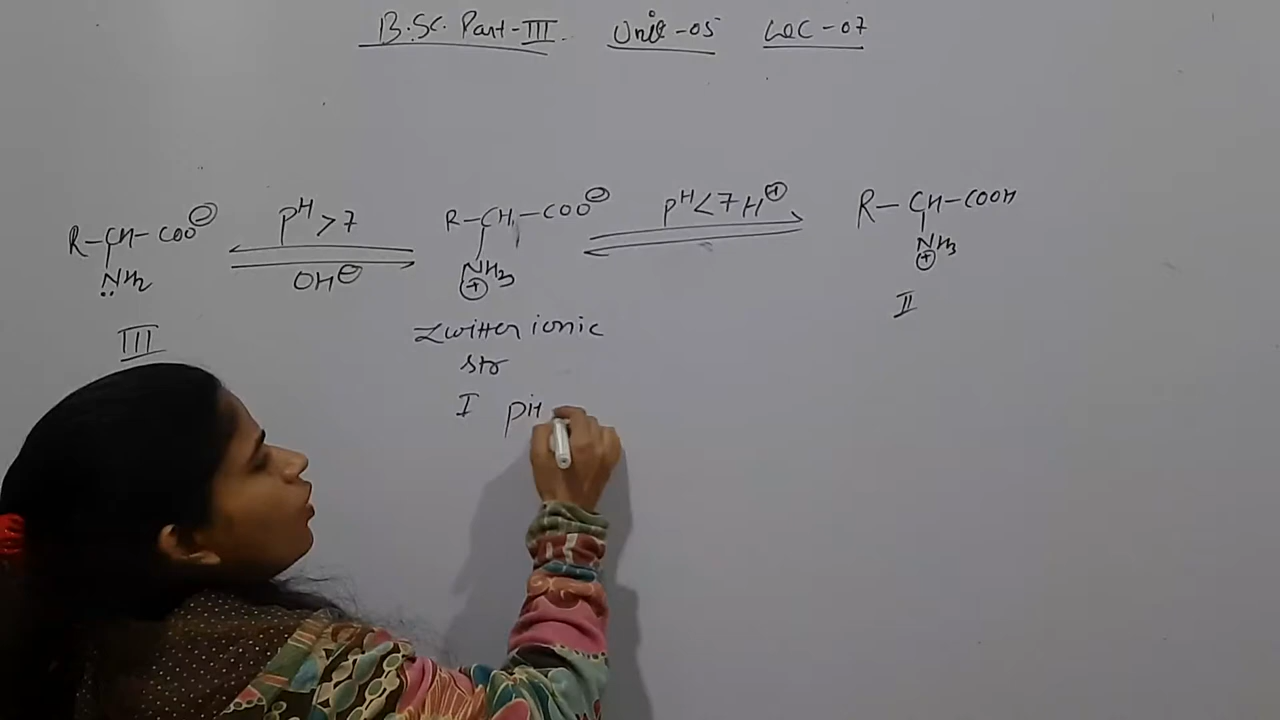 B.Sc. Part-III Unit-05 Lec-07
R-CH-COO⊖ pH>7 R-CH-COO⊖ pH<7 H⊕ R-CH-COOH
NH2 OH⊖ NH3 ⊕ NH3 ⊕
III Zwitter ionic II
str
I pH